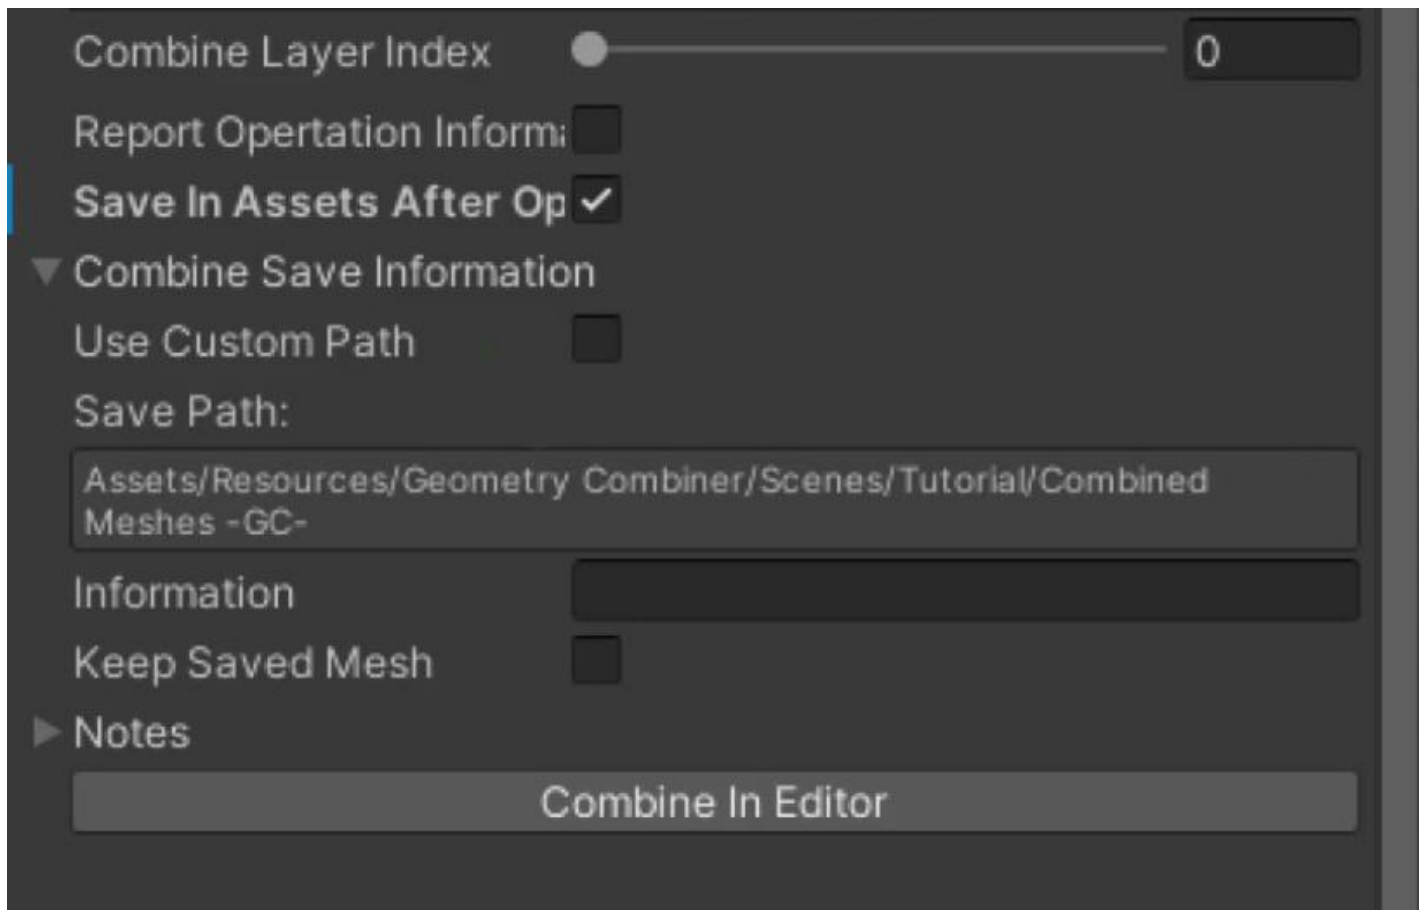 Combine Layer Index 0
Report Opertation Informa
Save In Assets After Op
Combine Save Information
Use Custom Path
Save Path:
Assets/Resources/Geometry Combiner/Scenes/Tutorial/Combined
Meshes -GC-
Information
Keep Saved Mesh
Notes
Combine In Editor